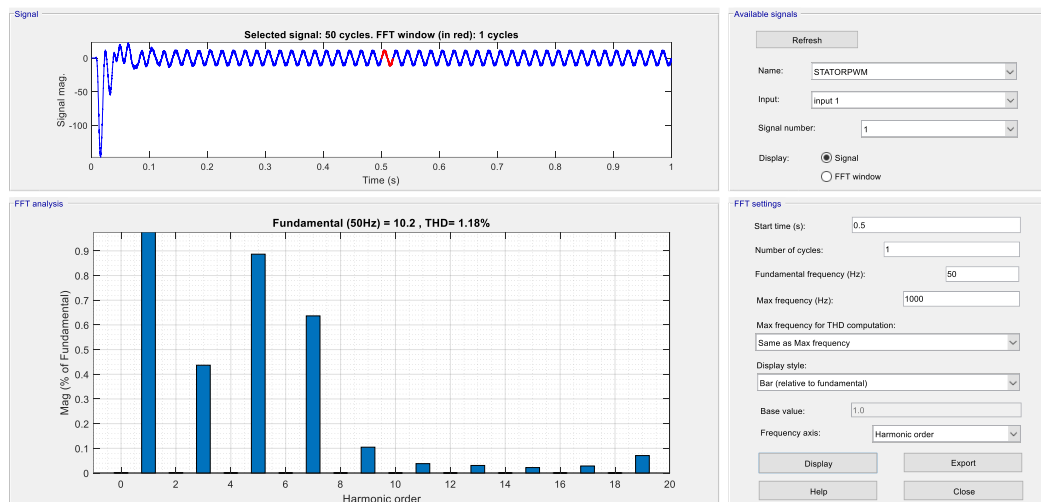 Signal
Selected signal: 50 cycles. FFT window (in red): 1 cycles
Signal mag.
0
-50
-100
0 0.1 0.2 0.3 0.4 0.5 0.6 0.7 0.8 0.9 1
Time (s)
FFT analysis
Fundamental (50Hz) = 10.2 , THD= 1.18%
Mag (% of Fundamental)
0.9
0.8
0.7
0.6
0.5
0.4
0.3
0.2
0.1
0
0 2 4 6 8 10 12 14 16 18 20
Harmonic order
Available signals
Refresh
Name: STATORPWM
Input: input 1
Signal number: 1
Display: Signal
FFT window
FFT settings
Start time (s): 0.5
Number of cycles: 1
Fundamental frequency (Hz): 50
Max frequency (Hz): 1000
Max frequency for THD computation:
Same as Max frequency
Display style:
Bar (relative to fundamental)
Base value: 1.0
Frequency axis: Harmonic order
Display Export
Help Close